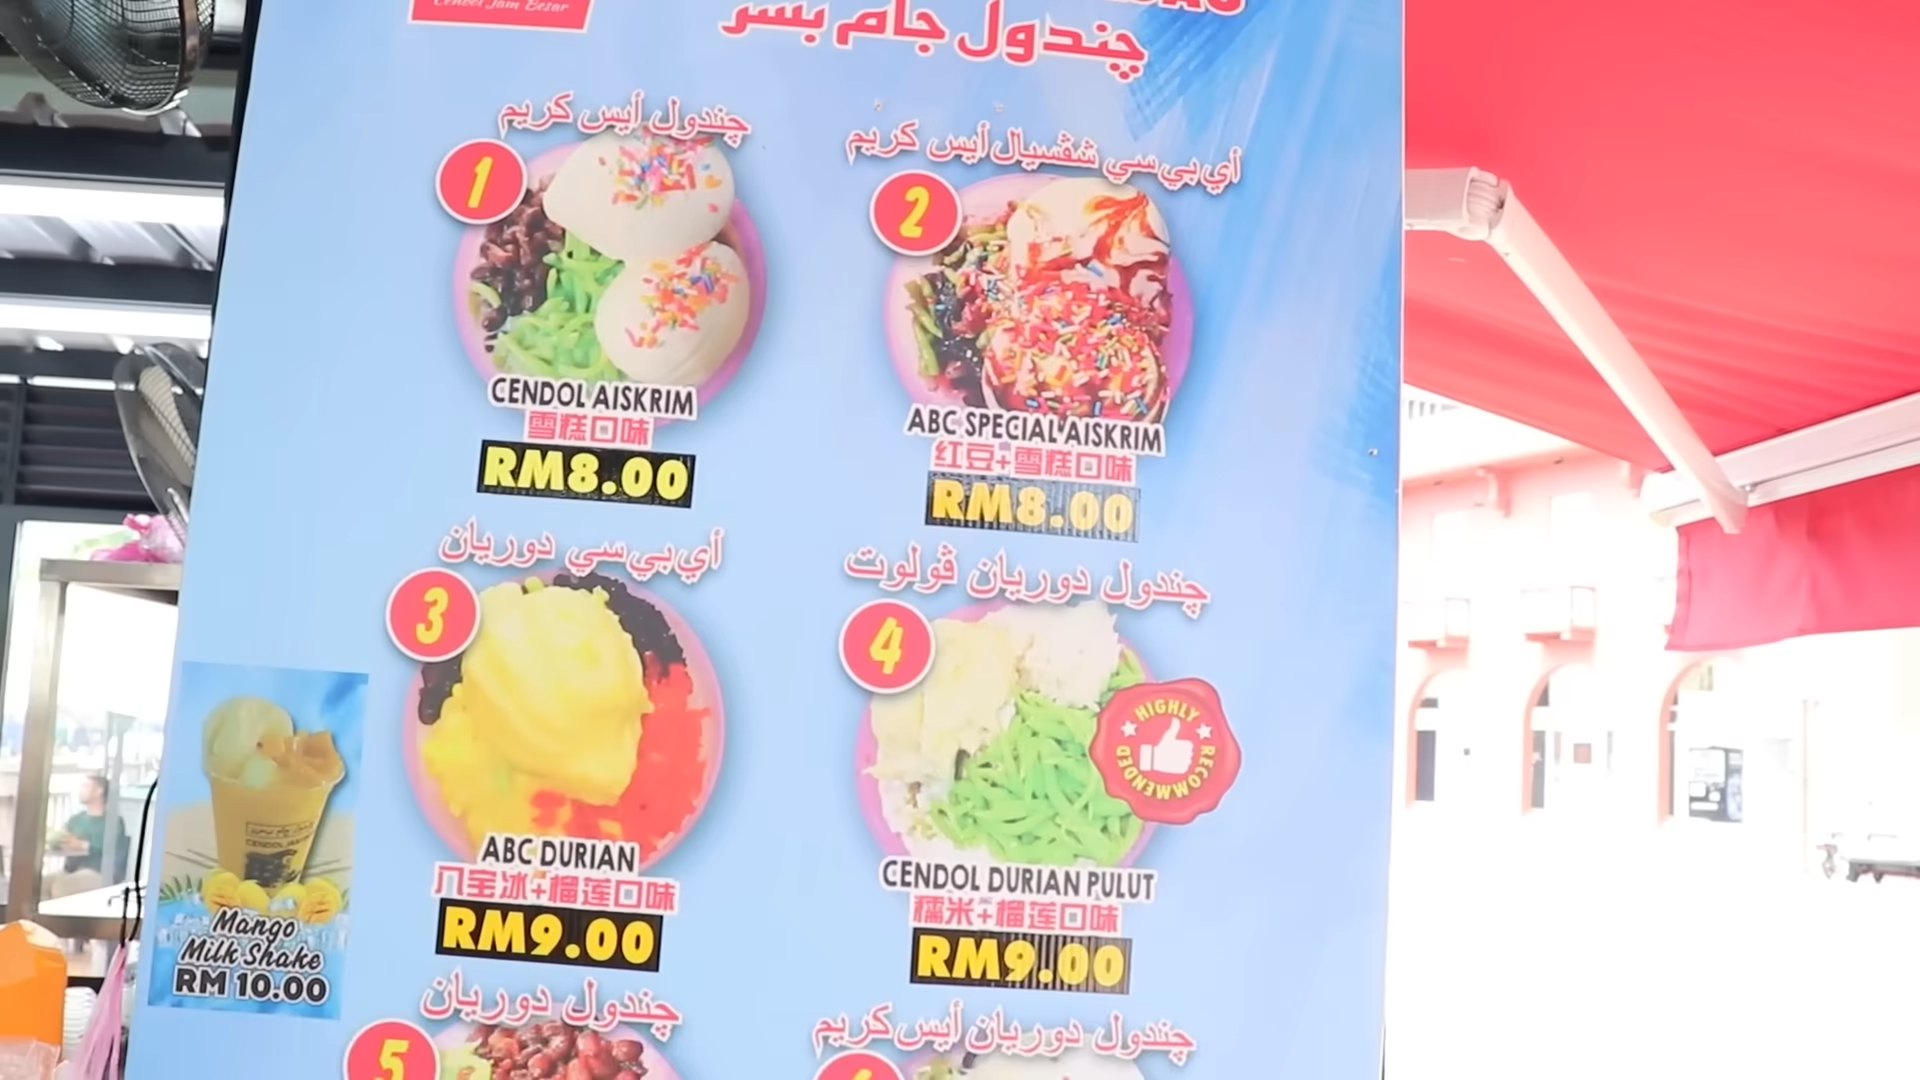 Cendol Jam Besar
چندول جام بسر
چندول أيس كريم
1
CENDOL AISKRIM
雪糕口味
RM8.00
أي بي سي شڤسيال أيس كريم
2
ABC SPECIAL AISKRIM
红豆+雪糕口味
RM8.00
أي بي سي دوريان
3
ABC DURIAN
八宝冰+榴莲口味
RM9.00
چندول دوريان ڤولوت
4
HIGHLY RECOMMENDED
CENDOL DURIAN PULUT
糯米+榴莲口味
RM9.00
Mango
Milk Shake
RM 10.00
چندول دوريان
5
چندول دوريان أيس كريم
6